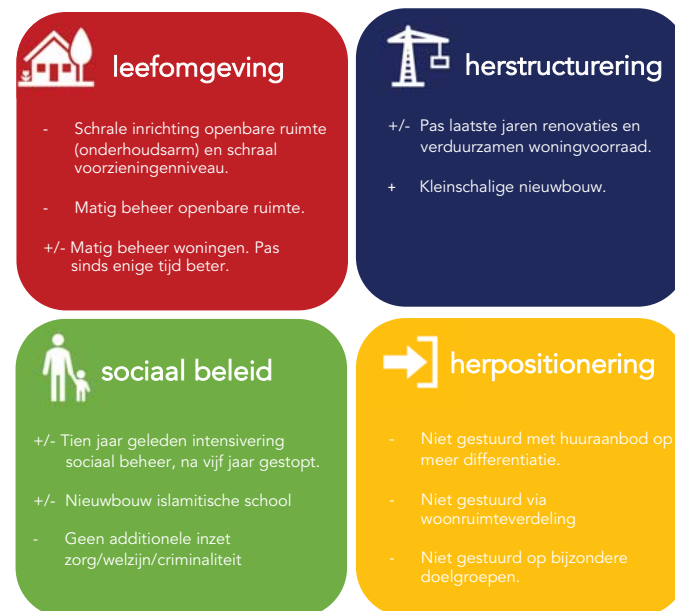 leefomgeving
- Schrale inrichting openbare ruimte
(onderhoudsarm) en schraal
voorzieningenniveau.
- Matig beheer openbare ruimte.
+/- Matig beheer woningen. Pas
sinds enige tijd beter.
herstructurering
+/- Pas laatste jaren renovaties en
verduurzamen woningvoorraad.
+ Kleinschalige nieuwbouw.
sociaal beleid
+/- Tien jaar geleden intensivering
sociaal beheer, na vijf jaar gestopt.
+/- Nieuwbouw islamitische school
- Geen additionele inzet
zorg/welzijn/criminaliteit
herpositionering
- Niet gestuurd met huuraanbod op
meer differentiatie.
- Niet gestuurd via
woonruimteverdeling
- Niet gestuurd op bijzondere
doelgroepen.